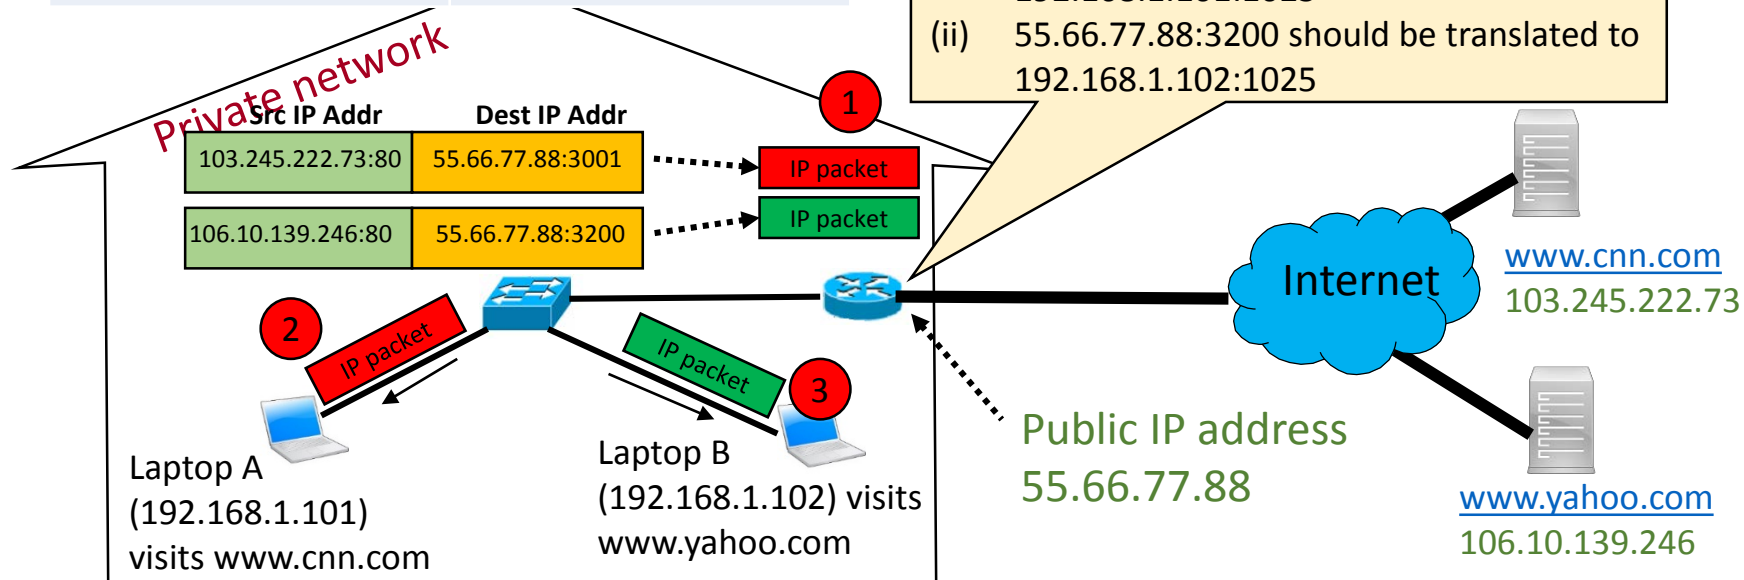 (ii) 55.66.77.88:3200 should be translated to
192.168.1.102:1025
Private network
1
Src IP Addr Dest IP Addr
103.245.222.73:80 55.66.77.88:3001
IP packet
106.10.139.246:80 55.66.77.88:3200
IP packet
www.cnn.com
103.245.222.73
Internet
2
IP packet
IP packet
3
Laptop A
(192.168.1.101)
visits www.cnn.com
Laptop B
(192.168.1.102) visits
www.yahoo.com
Public IP address
55.66.77.88
www.yahoo.com
106.10.139.246